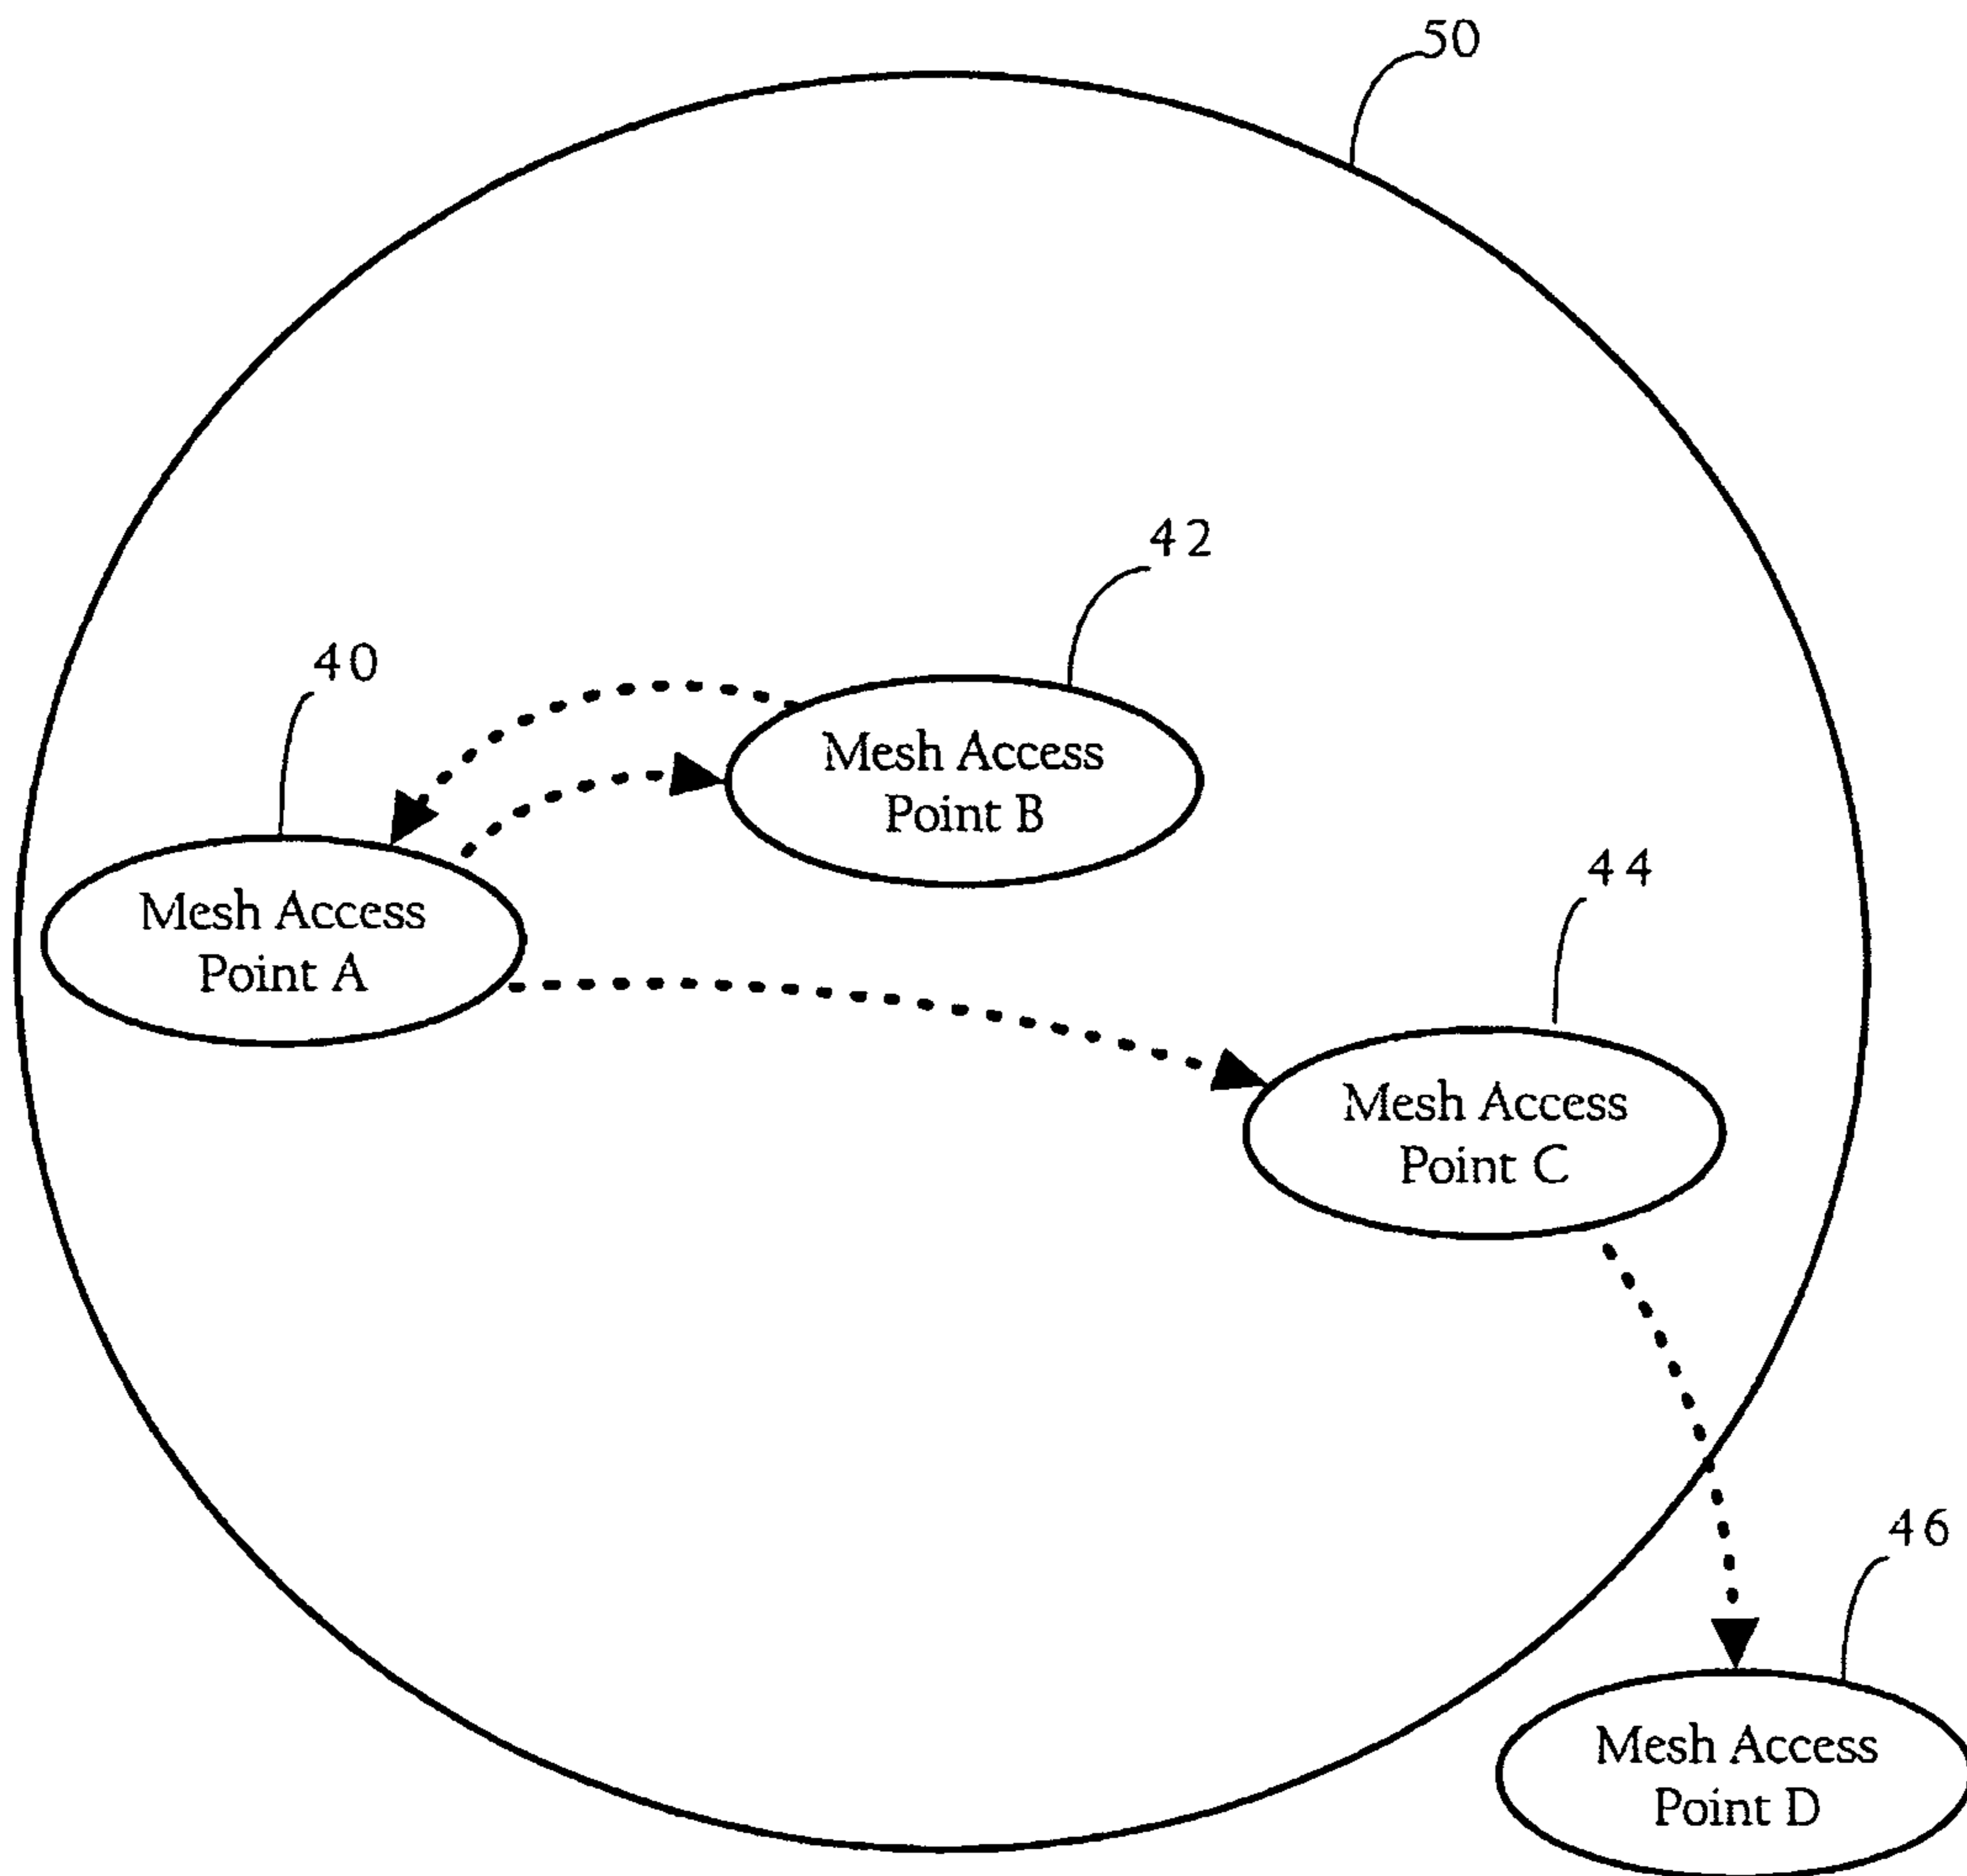 50
42
40
Mesh Access
Point B
44
Mesh Access
Point A
Mesh Access
Point C
46
Mesh Access
Point D